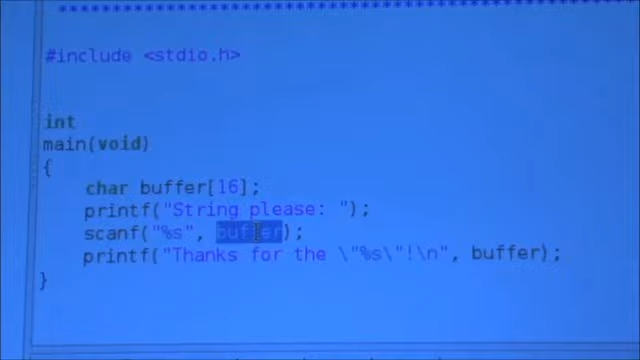 ****************************************************
#include <stdio.h>
int
main(void)
{
char buffer[16];
printf("String please: ");
scanf("%s", buffer);
printf("Thanks for the \"%s\"!\n", buffer);
}